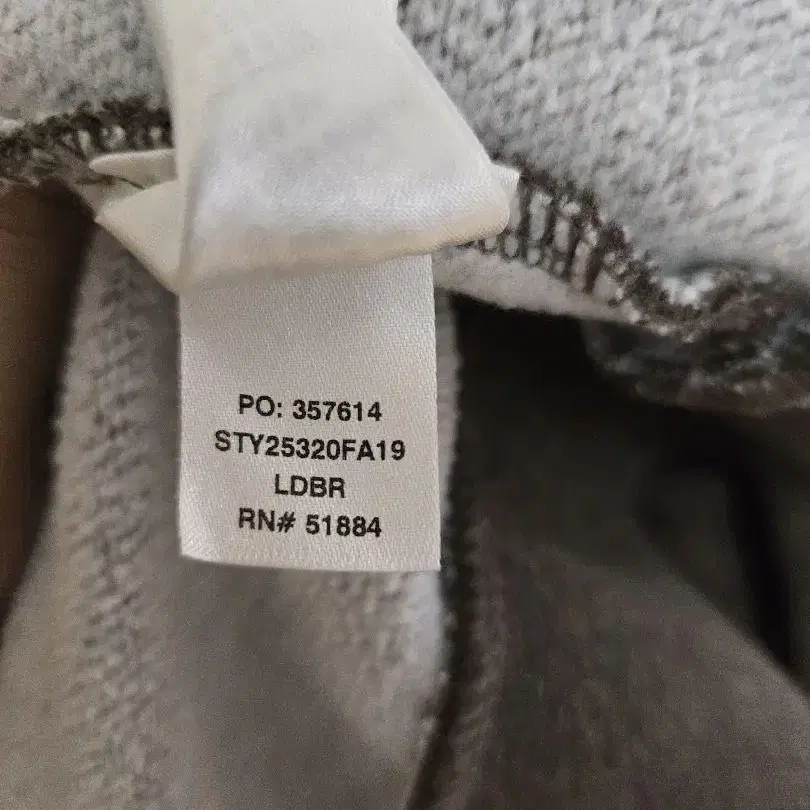 PO: 357614
STY25320FA19
LDBR
RN# 51884